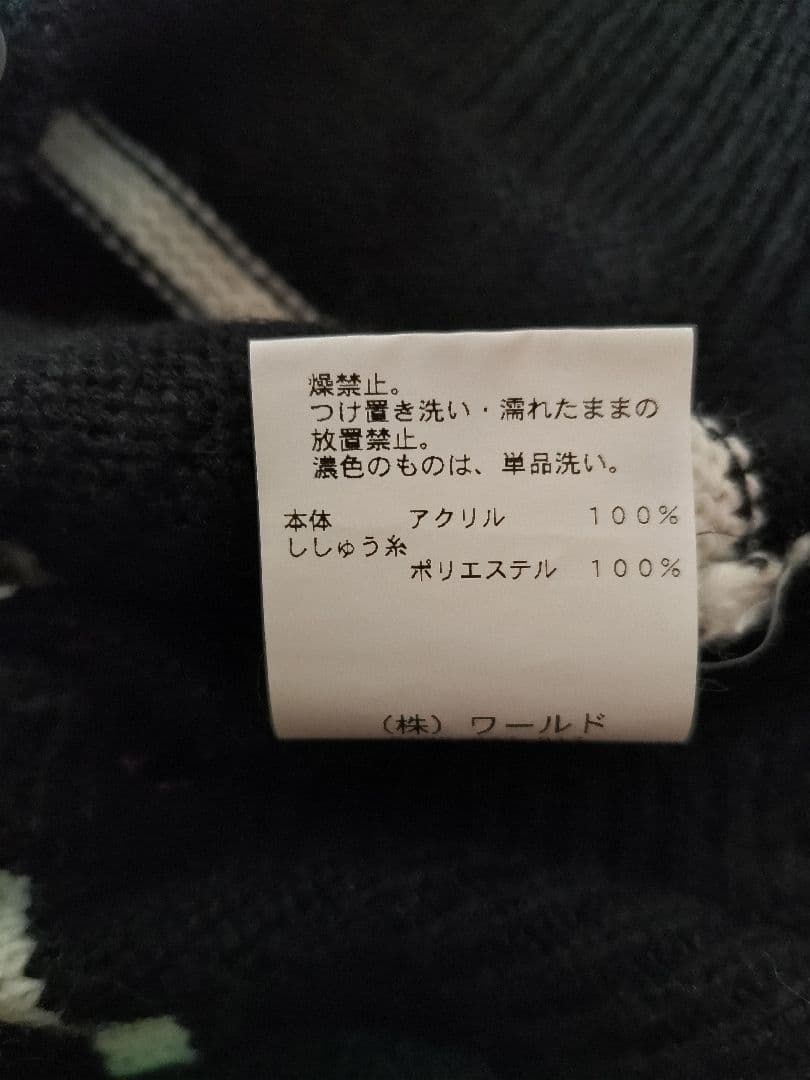 燥禁止。
つけ置き洗い・濡れたままの
放置禁止。
濃色のものは、単品洗い。
本体 アクリル 100%
ししゅう糸
ポリエステル 100%
(株) ワールド